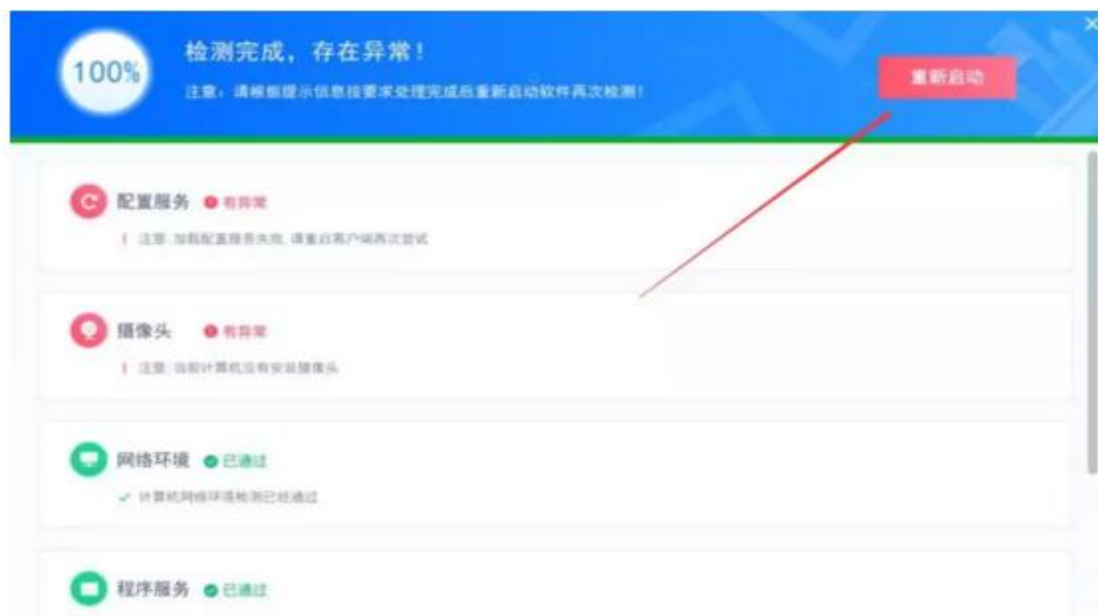 100%
检测完成，存在异常！
注意：请根据提示信息按要求处理完成后重新启动软件再次检测！
重新启动
配置服务 有异常
注意:加载配置服务失败,请重启客户端再次尝试
摄像头 有异常
注意:当前计算机没有安装摄像头
网络环境 已通过
计算机网络环境检测已经通过
程序服务 已通过